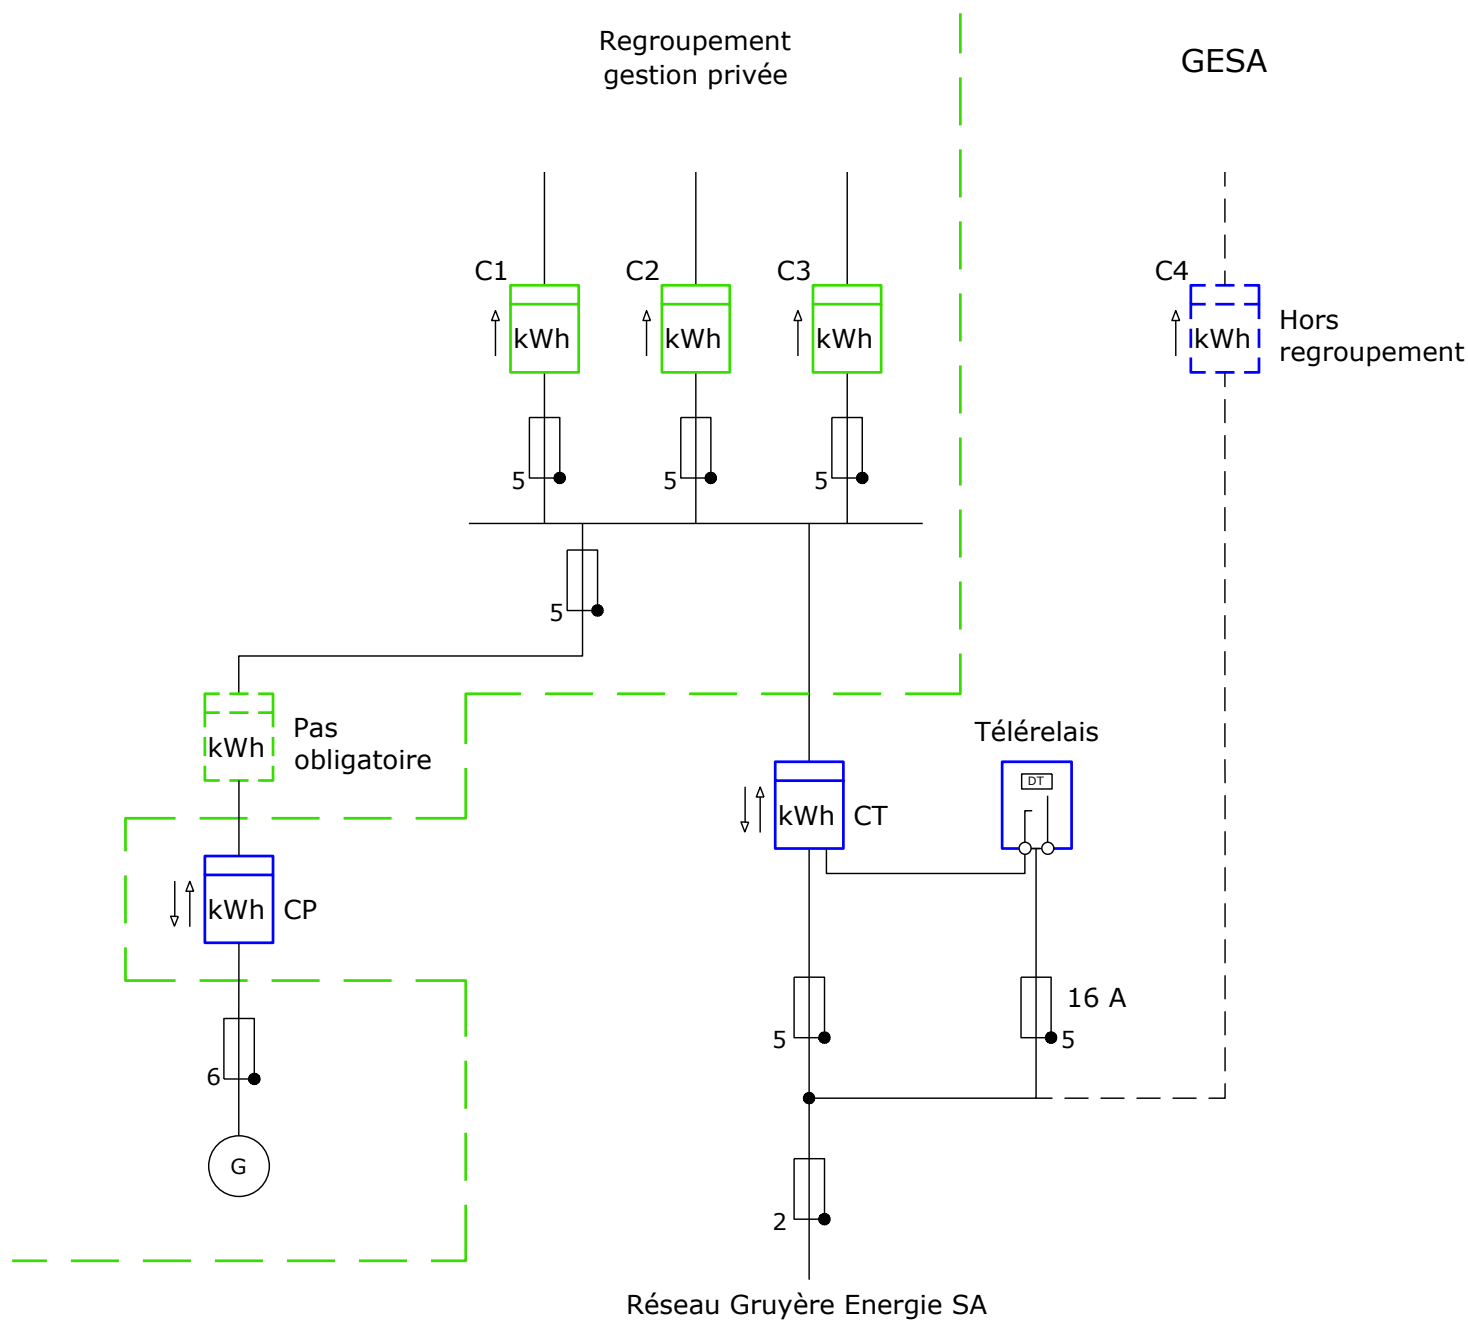 Regroupement
gestion privée
GESA
C1
C2
C3
C4
kWh
kWh
kWh
kWh
Hors
regroupement
5
5
5
5
Pas
obligatoire
kWh
Télérelais
DT
kWh
CT
kWh
CP
16 A
5
5
6
G
2
Réseau Gruyère Energie SA